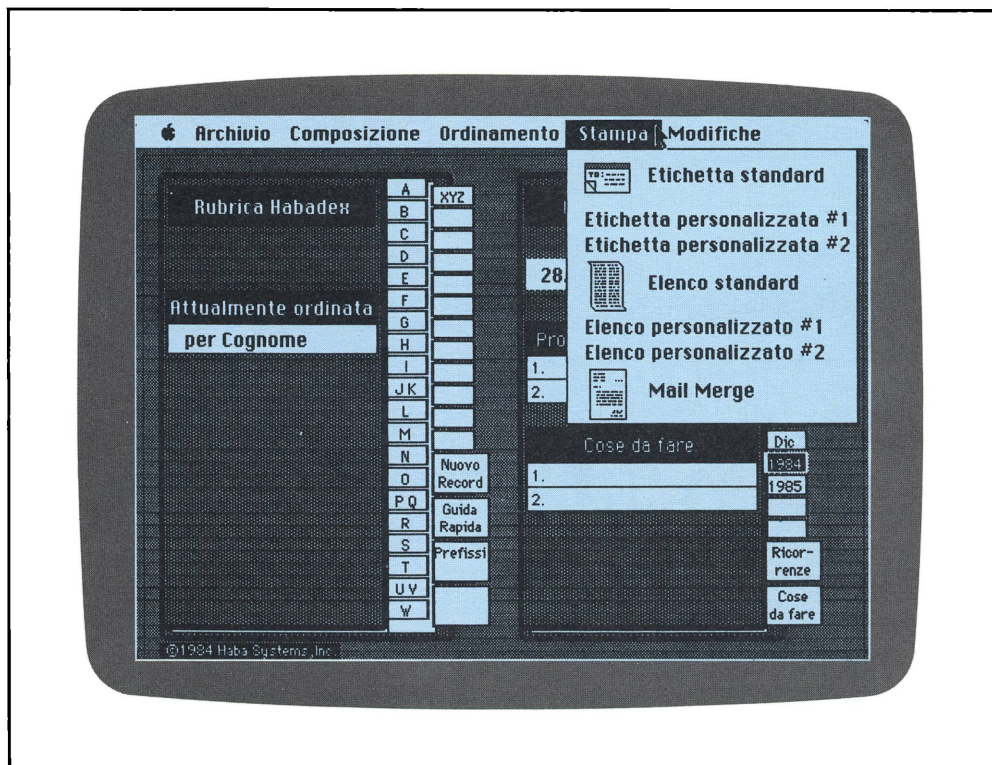 Archivio Composizione Ordinamento Stampa Modifiche
Rubrica Habadex
Attualmente ordinata
per Cognome
A
B
C
D
E
F
G
H
I
JK
L
M
N
O
PQ
R
S
T
UV
W
XYZ
Nuovo
Record
Guida
Rapida
Prefissi
Etichetta standard
Etichetta personalizzata #1
Etichetta personalizzata #2
Elenco standard
Elenco personalizzato #1
Elenco personalizzato #2
Mail Merge
28.
Pro
1.
2.
Cose da fare
1.
2.
Dic
1984
1985
Ricor-
renze
Cose
da fare
©1984 Haba Systems, Inc.